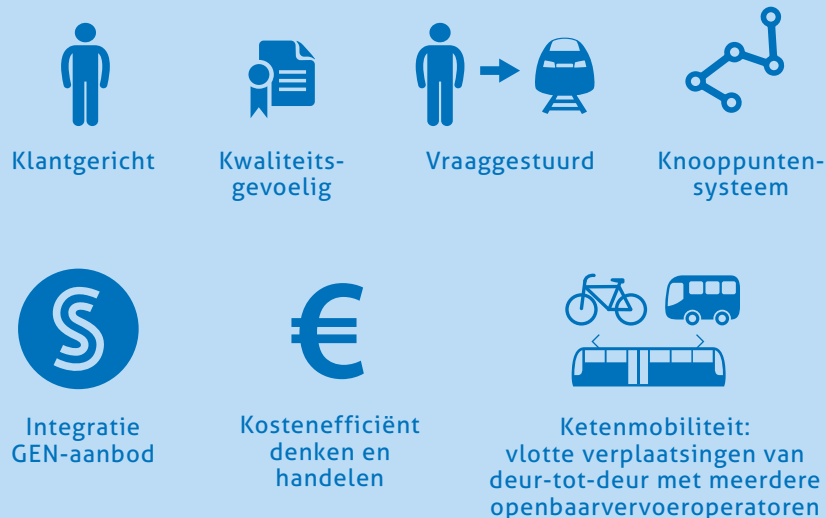 Klantgericht
Kwaliteits-
gevoelig
Vraaggestuurd
Knooppunten-
systeem
S
Integratie
GEN-aanbod
€
Kostenefficiënt
denken en
handelen
Ketenmobiliteit:
vlotte verplaatsingen van
deur-tot-deur met meerdere
openbaarvervoeroperatoren